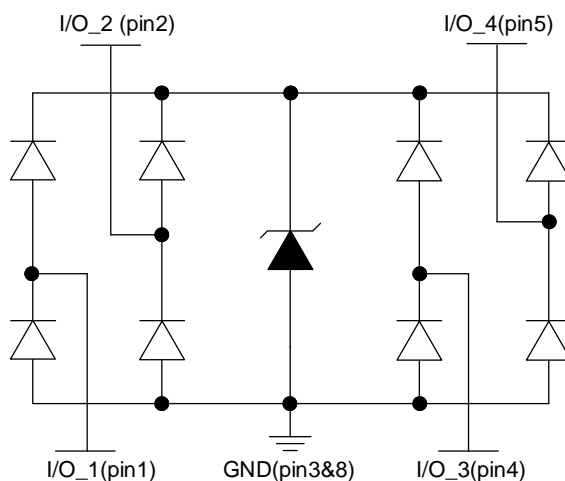 I/O_2 (pin2)
I/O_4(pin5)
I/O_1(pin1)
GND(pin3&8)
I/O_3(pin4)